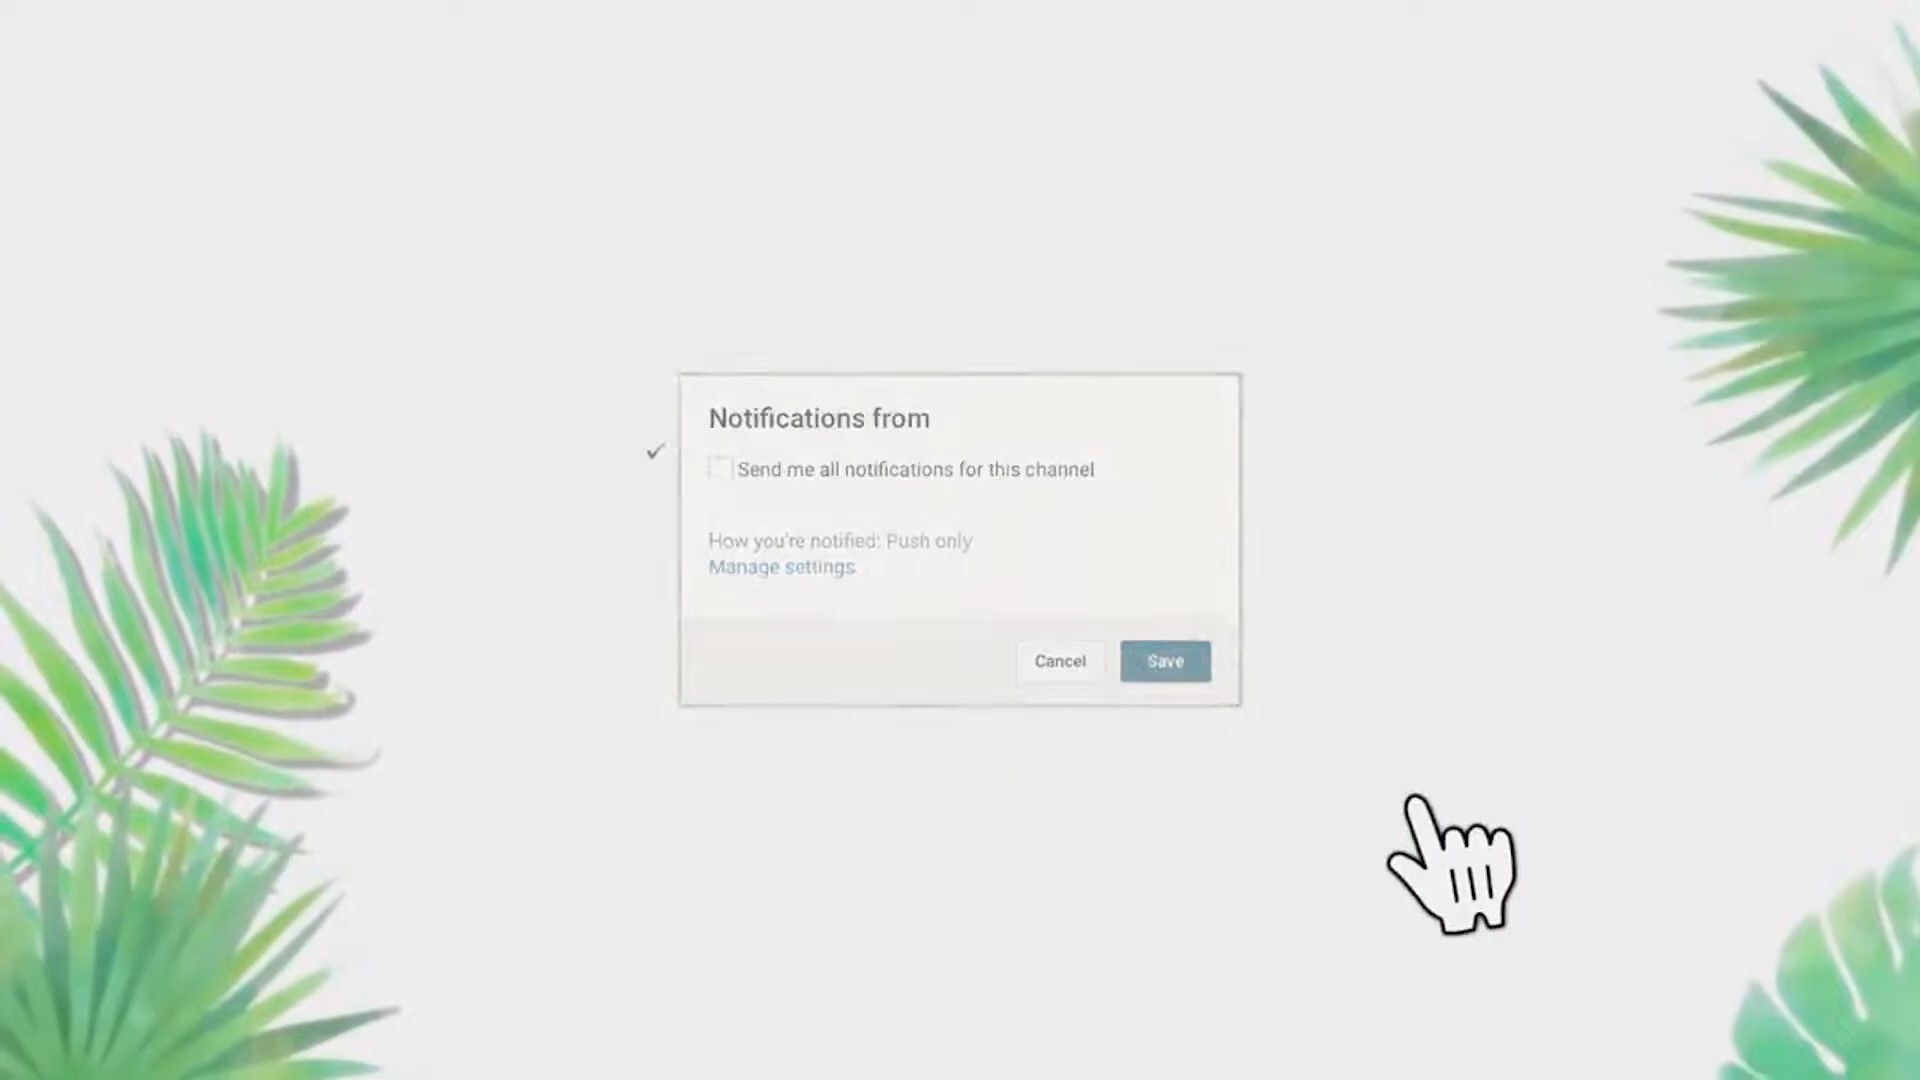 Notifications from
Send me all notifications for this channel
How you're notified: Push only
Manage settings
Cancel
Save